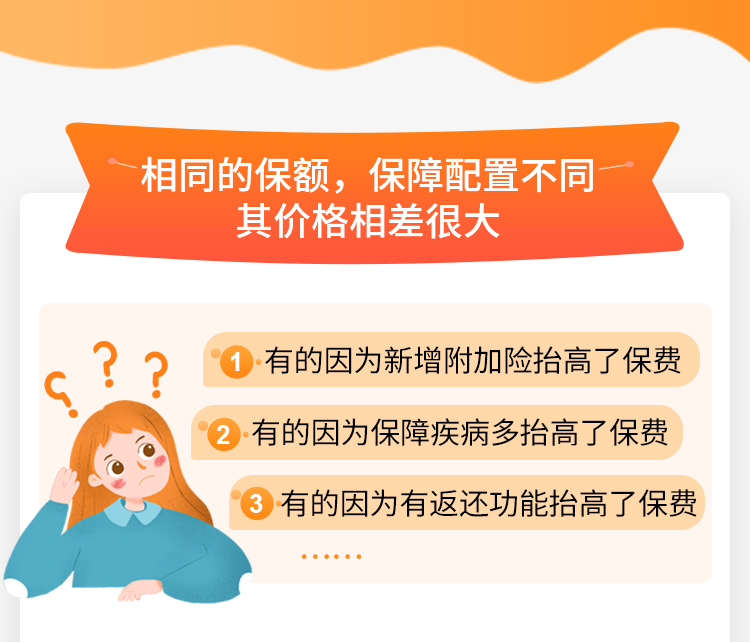 相同的保额，保障配置不同
其价格相差很大
1 有的因为新增附加险抬高了保费
2 有的因为保障疾病多抬高了保费
3 有的因为有返还功能抬高了保费
······